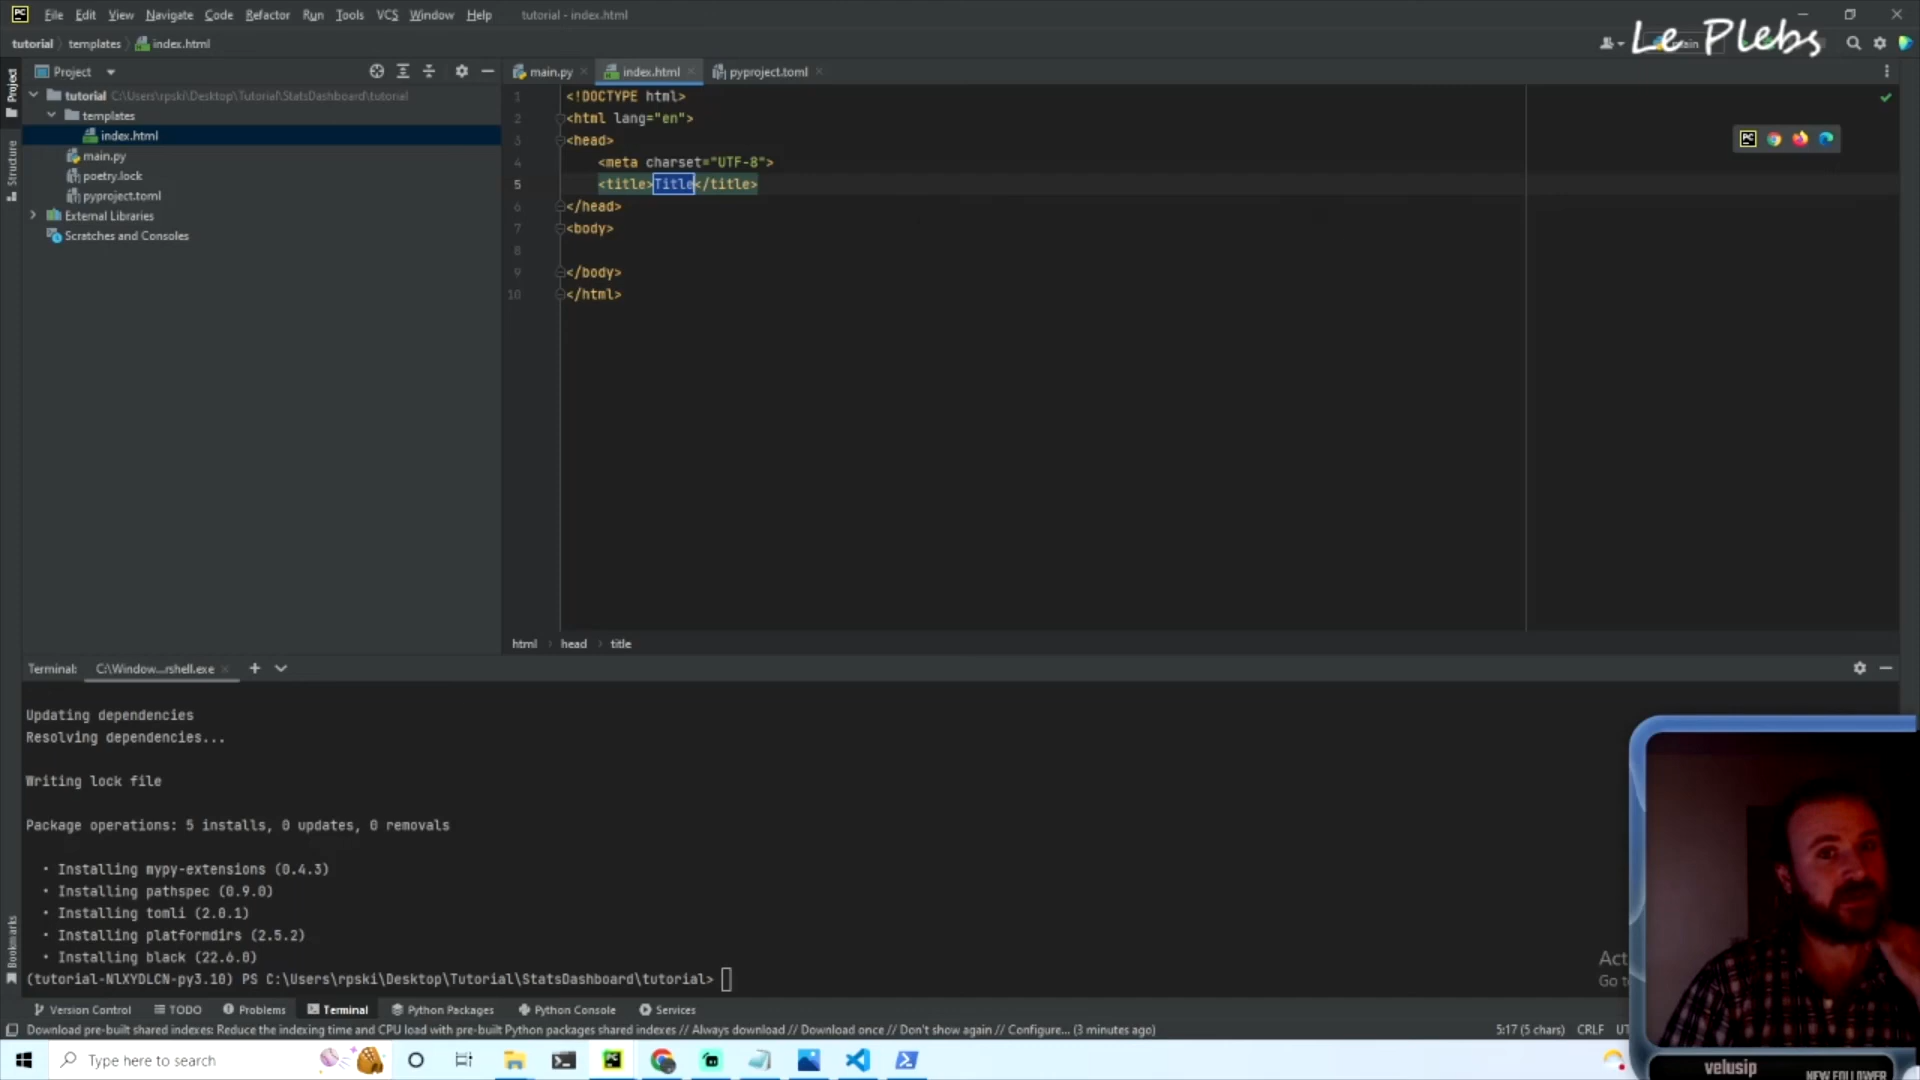 File Edit View Navigate Code Refactor Run Tools VCS Window Help tutorial - index.html
tutorial templates index.html
Le Plebs
Project
main.py index.html pyproject.toml
Project
Structure
Bookmarks
tutorial C:\Users\rpski\Desktop\Tutorial\StatsDashboard\tutorial
templates
index.html
main.py
poetry.lock
pyproject.toml
External Libraries
Scratches and Consoles
1 <!DOCTYPE html>
2 <html lang="en">
3 <head>
4 <meta charset="UTF-8">
5 <title>Title</title>
6 </head>
7 <body>
8
9 </body>
10 </html>
html head title
Terminal: C:\Window...rshell.exe
Updating dependencies
Resolving dependencies...
Writing lock file
Package operations: 5 installs, 0 updates, 0 removals
• Installing mypy-extensions (0.4.3)
• Installing pathspec (0.9.0)
• Installing tomli (2.0.1)
• Installing platformdirs (2.5.2)
• Installing black (22.6.0)
(tutorial-NlXYDLCN-py3.10) PS C:\Users\rpski\Desktop\Tutorial\StatsDashboard\tutorial>
Version Control TODO Problems Terminal Python Packages Python Console Services
Download pre-built shared indexes: Reduce the indexing time and CPU load with pre-built Python packages shared indexes // Always download // Download once // Don't show again // Configure... (3 minutes ago)
5:17 (5 chars) CRLF
Type here to search
velusip
NEW FOLLOWER